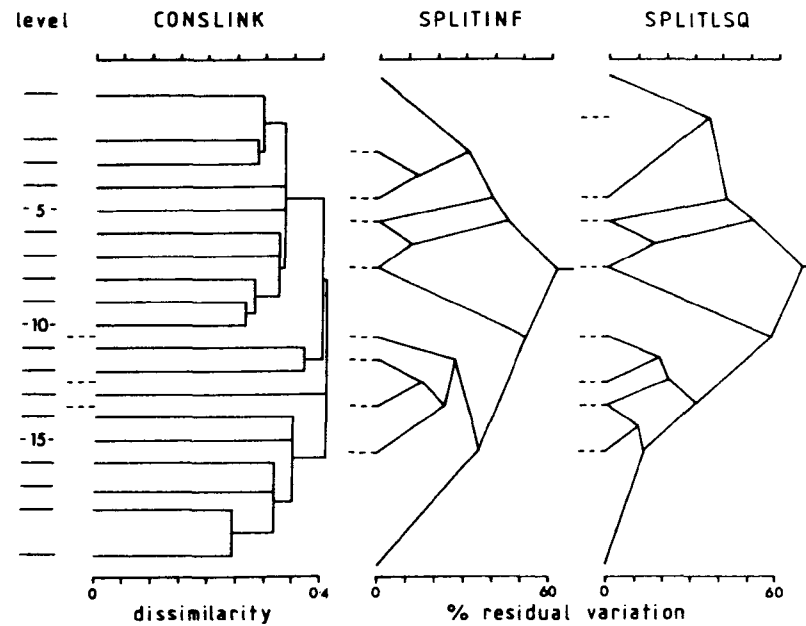 level CONSLINK SPLITINF SPLITLSQ
-5-
-10-
-15-
0 0·4 0 60 0 60
dissimilarity % residual variation